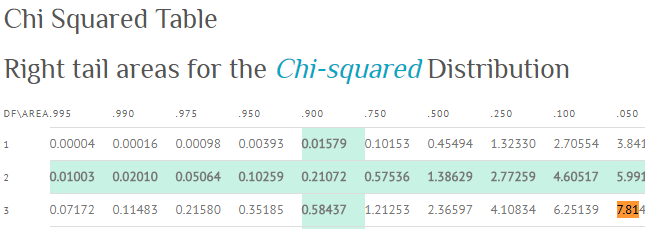 Chi Squared Table
Right tail areas for the Chi-squared Distribution
DF\AREA .995 .990 .975 .950 .900 .750 .500 .250 .100 .050
1 0.00004 0.00016 0.00098 0.00393 0.01579 0.10153 0.45494 1.32330 2.70554 3.841
2 0.01003 0.02010 0.05064 0.10259 0.21072 0.57536 1.38629 2.77259 4.60517 5.991
3 0.07172 0.11483 0.21580 0.35185 0.58437 1.21253 2.36597 4.10834 6.25139 7.814